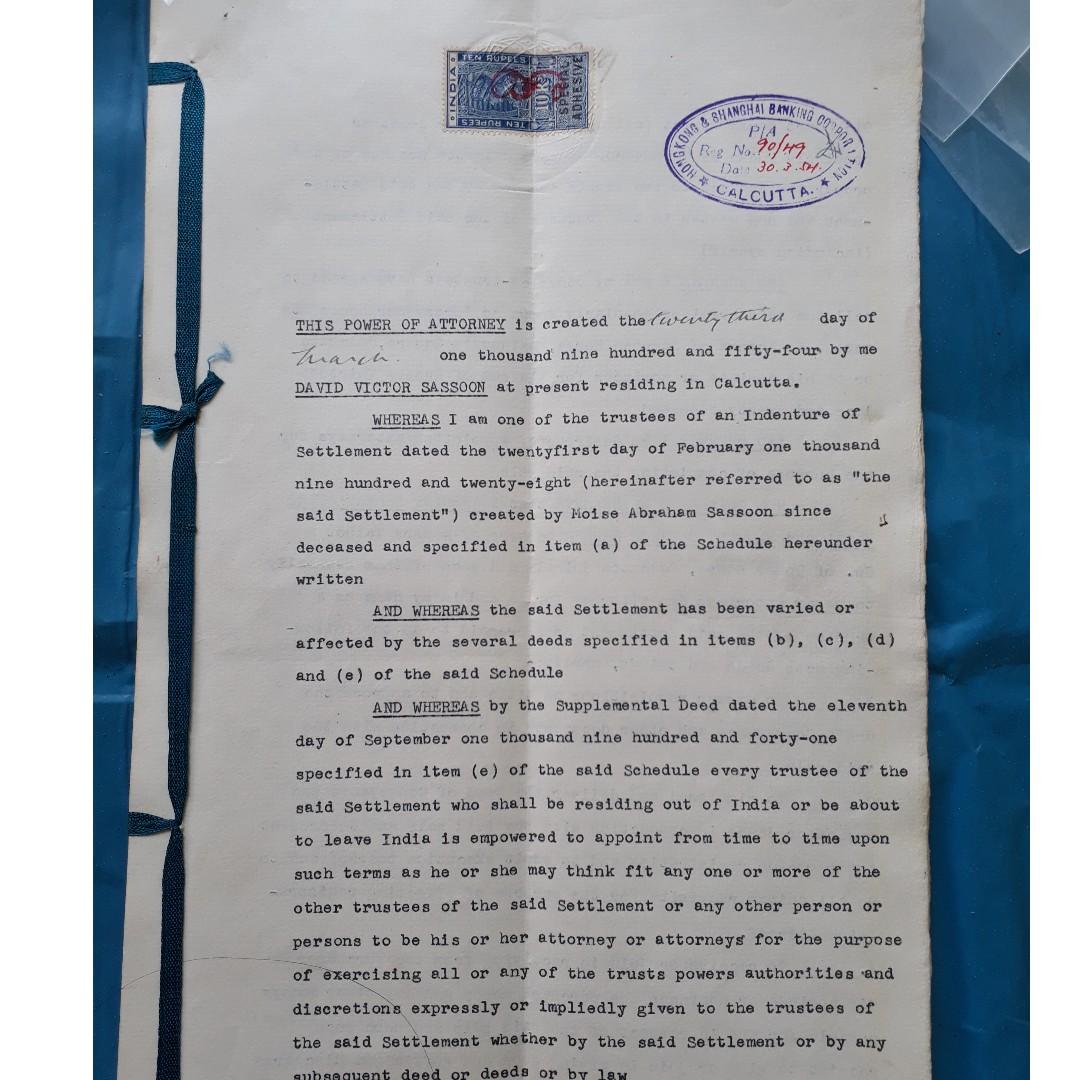 TEN RUPEES
INDIA
10 Rs
SPECIAL
ADHESIVE
TEN RUPEES
HONGKONG & SHANGHAI BANKING CORPORATION
P/A
Reg No. 90/49
Date 30.3.54.
CALCUTTA.
THIS POWER OF ATTORNEY is created the twenty third day of
March. one thousand nine hundred and fifty-four by me
DAVID VICTOR SASSOON at present residing in Calcutta.
WHEREAS I am one of the trustees of an Indenture of
Settlement dated the twentyfirst day of February one thousand
nine hundred and twenty-eight (hereinafter referred to as "the
said Settlement") created by Moise Abraham Sassoon since
deceased and specified in item (a) of the Schedule hereunder
written
AND WHEREAS the said Settlement has been varied or
affected by the several deeds specified in items (b), (c), (d)
and (e) of the said Schedule
AND WHEREAS by the Supplemental Deed dated the eleventh
day of September one thousand nine hundred and forty-one
specified in item (e) of the said Schedule every trustee of the
said Settlement who shall be residing out of India or be about
to leave India is empowered to appoint from time to time upon
such terms as he or she may think fit any one or more of the
other trustees of the said Settlement or any other person or
persons to be his or her attorney or attorneys for the purpose
of exercising all or any of the trusts powers authorities and
discretions expressly or impliedly given to the trustees of
the said Settlement whether by the said Settlement or by any
subsequent deed or deeds or by law